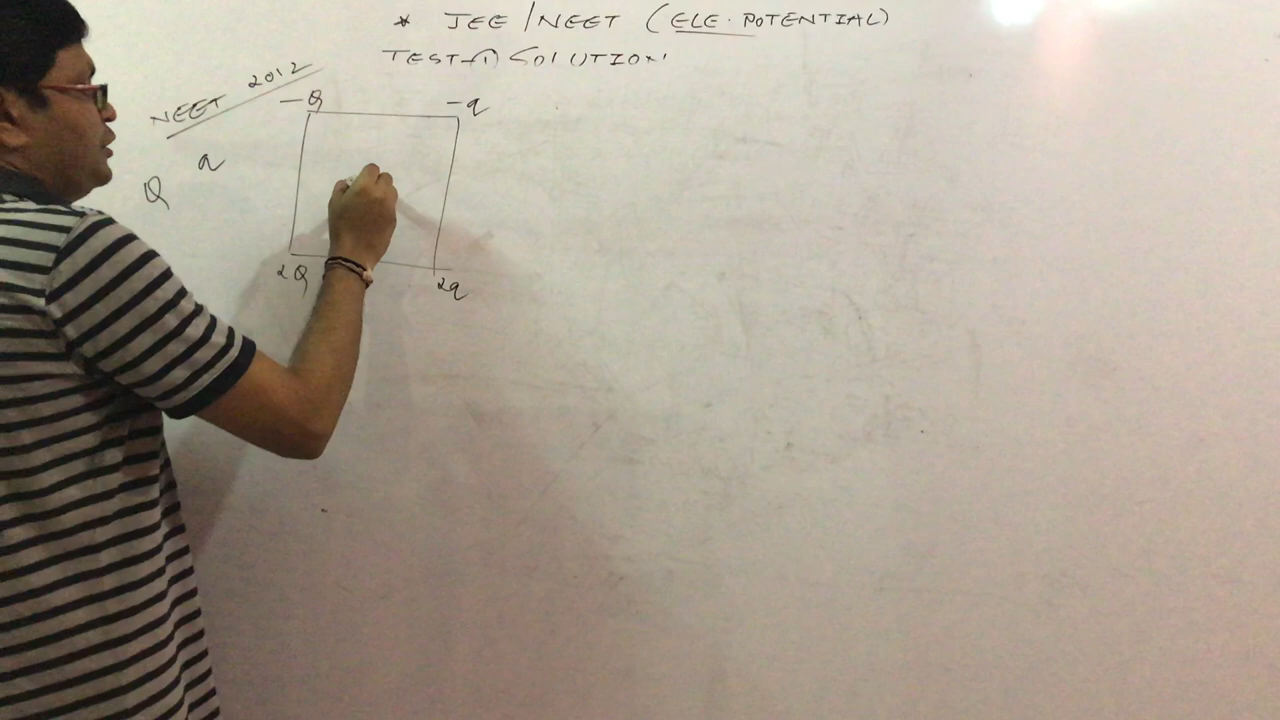 * JEE/NEET (ELE. POTENTIAL)
TEST-1) SOLUTION
NEET 2012
-Q -q
Q q
2Q 2q